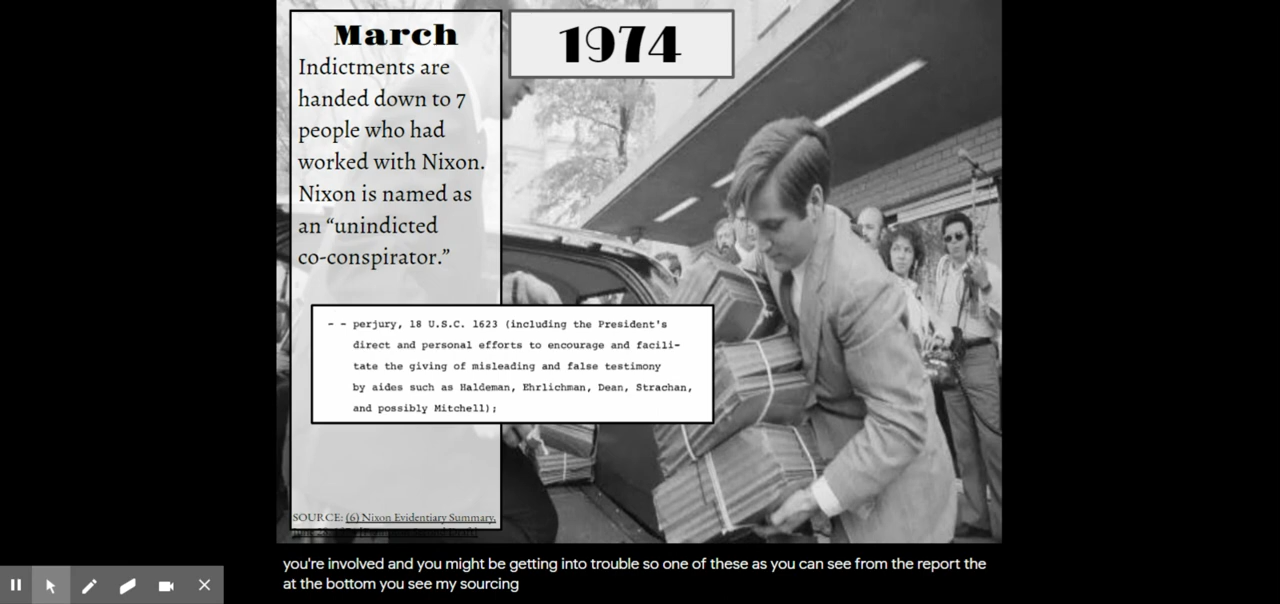 March
Indictments are
handed down to 7
people who had
worked with Nixon.
Nixon is named as
an “unindicted
co-conspirator.”
1974
- - perjury, 18 U.S.C. 1623 (including the President's
direct and personal efforts to encourage and facili-
tate the giving of misleading and false testimony
by aides such as Haldeman, Ehrlichman, Dean, Strachan,
and possibly Mitchell);
SOURCE: (6) Nixon Evidentiary Summary,
you're involved and you might be getting into trouble so one of these as you can see from the report the
at the bottom you see my sourcing